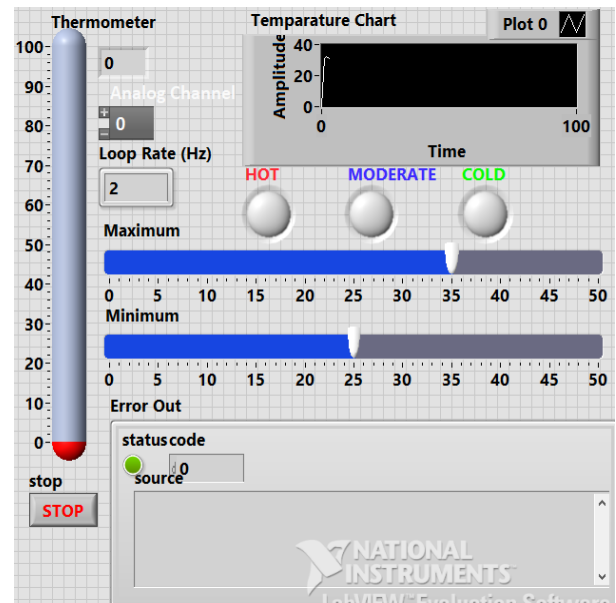 Thermometer
Temparature Chart
Plot 0
100
90
80
70
60
50
40
30
20
10
0
0
Analog Channel
0
Amplitude
40
20
0
0
100
Time
Loop Rate (Hz)
2
HOT
MODERATE
COLD
Maximum
0 5 10 15 20 25 30 35 40 45 50
Minimum
0 5 10 15 20 25 30 35 40 45 50
Error Out
status code
d 0
source
stop
STOP
NATIONAL
INSTRUMENTS
LabVIEW™ Evaluation Software